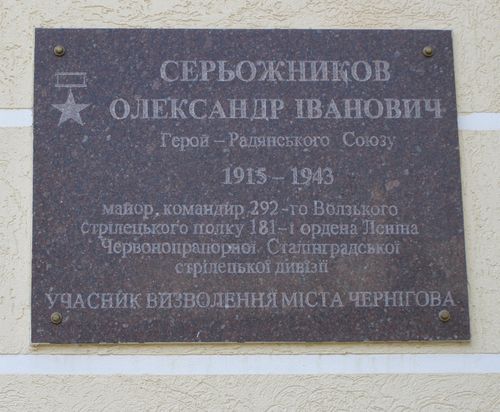 СЕРЬОЖНИКОВ
ОЛЕКСАНДР ІВАНОВИЧ
Герой – Радянського Союзу
1915 – 1943
майор, командир 292-го Волзького
стрілецького полку 181-ї ордена Леніна
Червонопрапорної Сталінградської
стрілецької дивізії
УЧАСНИК ВИЗВОЛЕННЯ МІСТА ЧЕРНІГОВА